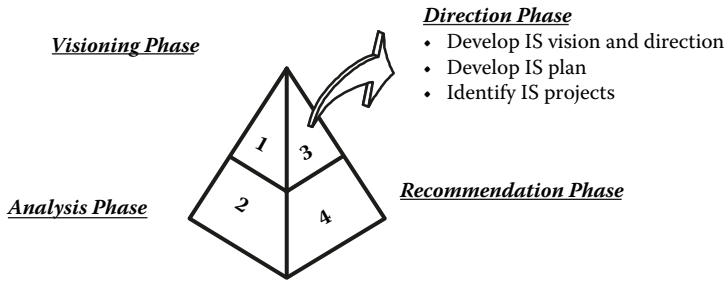 Direction Phase
• Develop IS vision and direction
• Develop IS plan
• Identify IS projects
Visioning Phase
1
3
2
4
Analysis Phase
Recommendation Phase